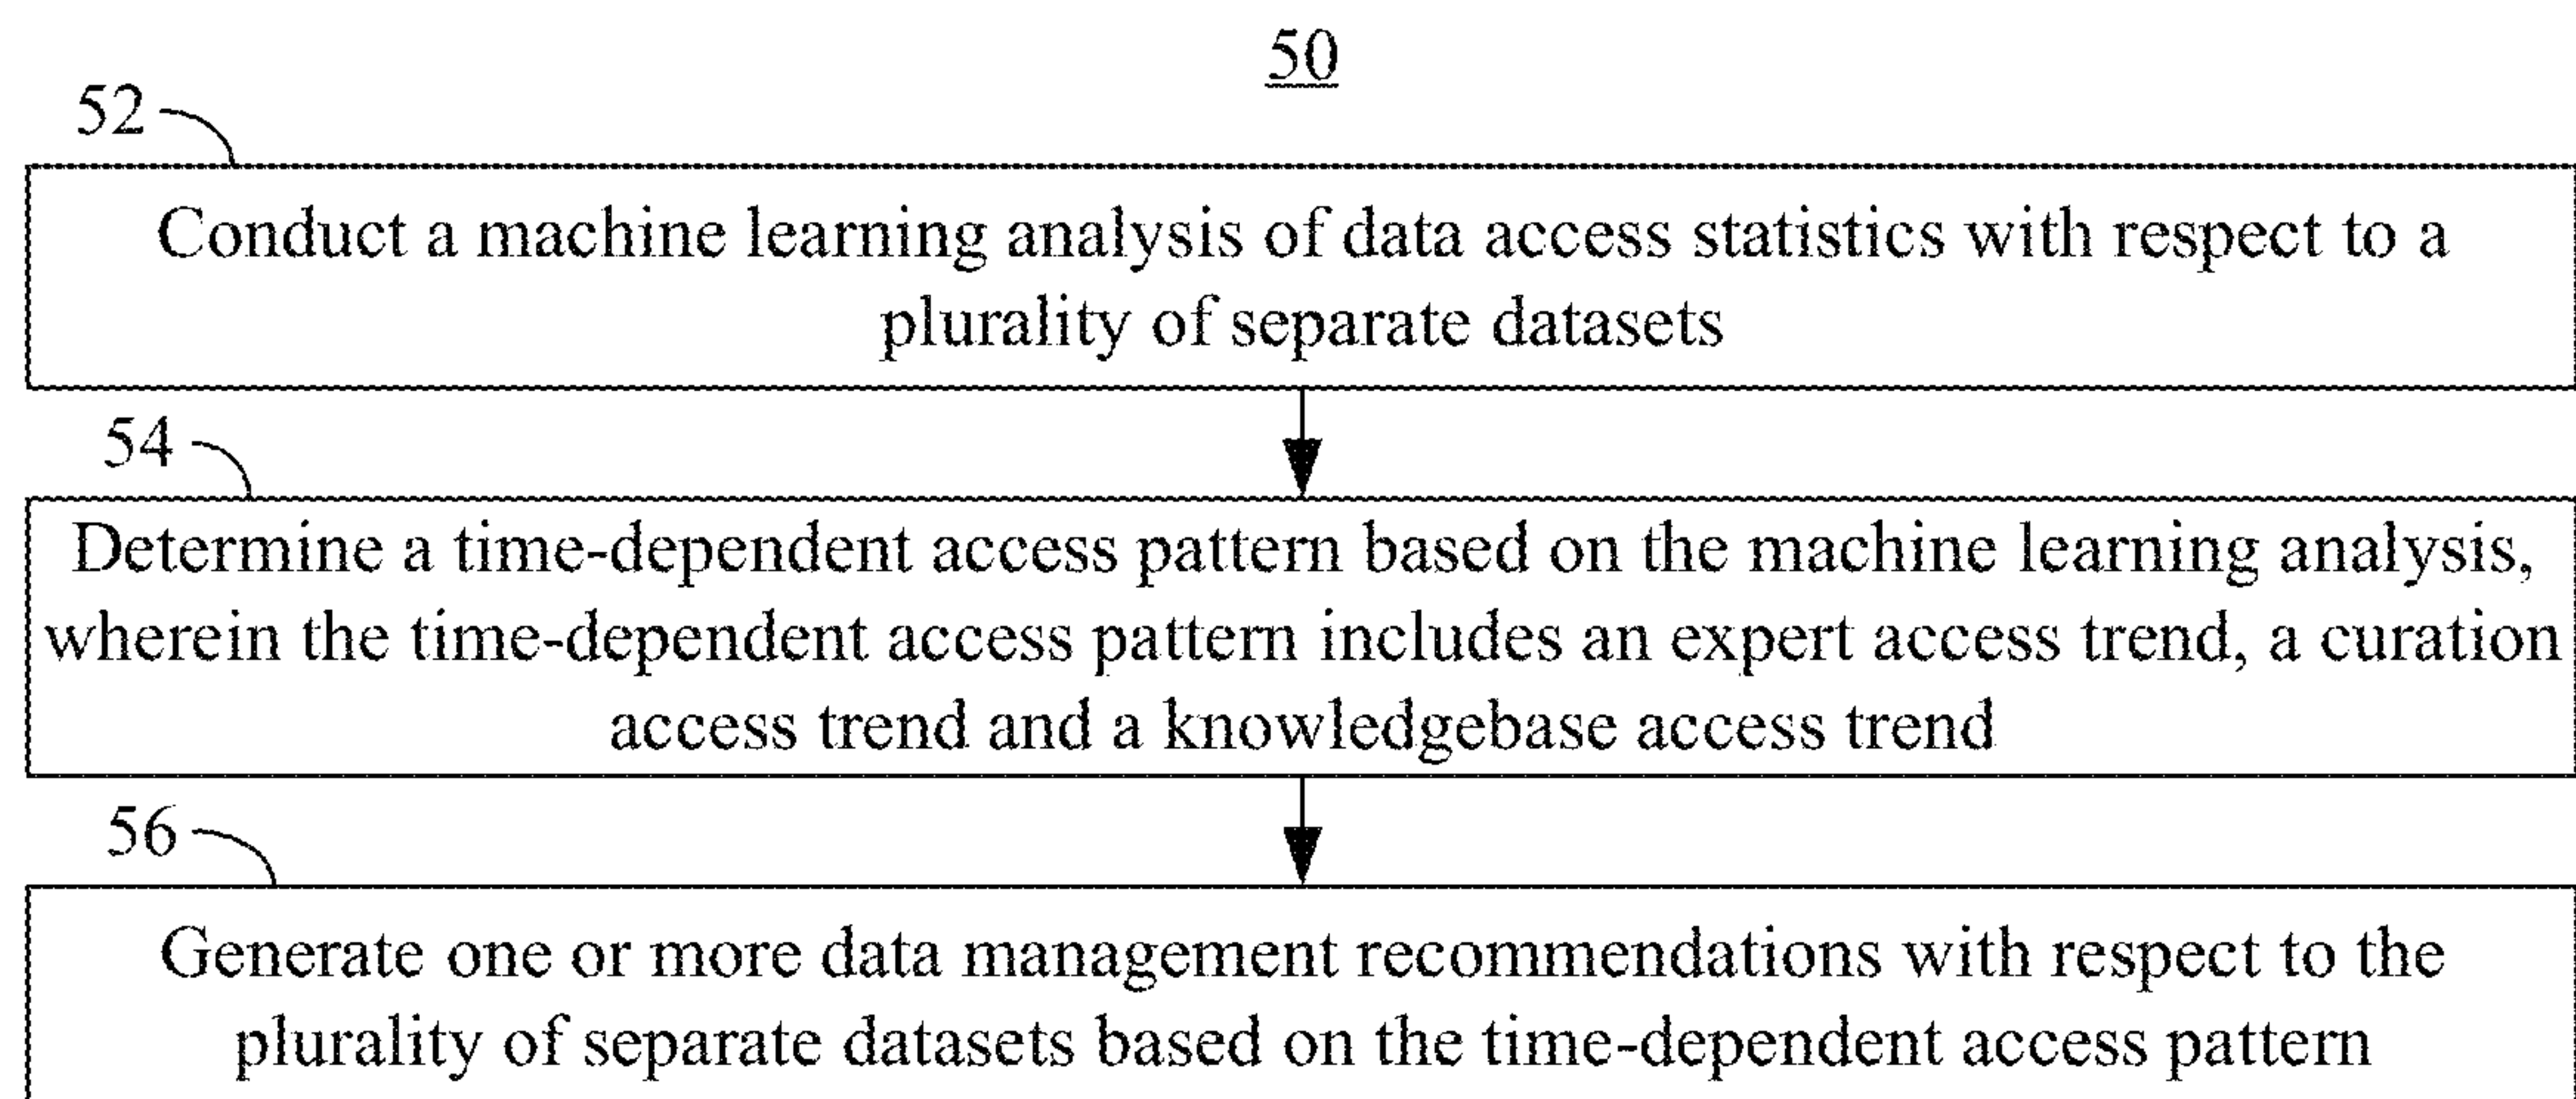 50
52
Conduct a machine learning analysis of data access statistics with respect to a
plurality of separate datasets
54
Determine a time-dependent access pattern based on the machine learning analysis,
wherein the time-dependent access pattern includes an expert access trend, a curation
access trend and a knowledgebase access trend
56
Generate one or more data management recommendations with respect to the
plurality of separate datasets based on the time-dependent access pattern